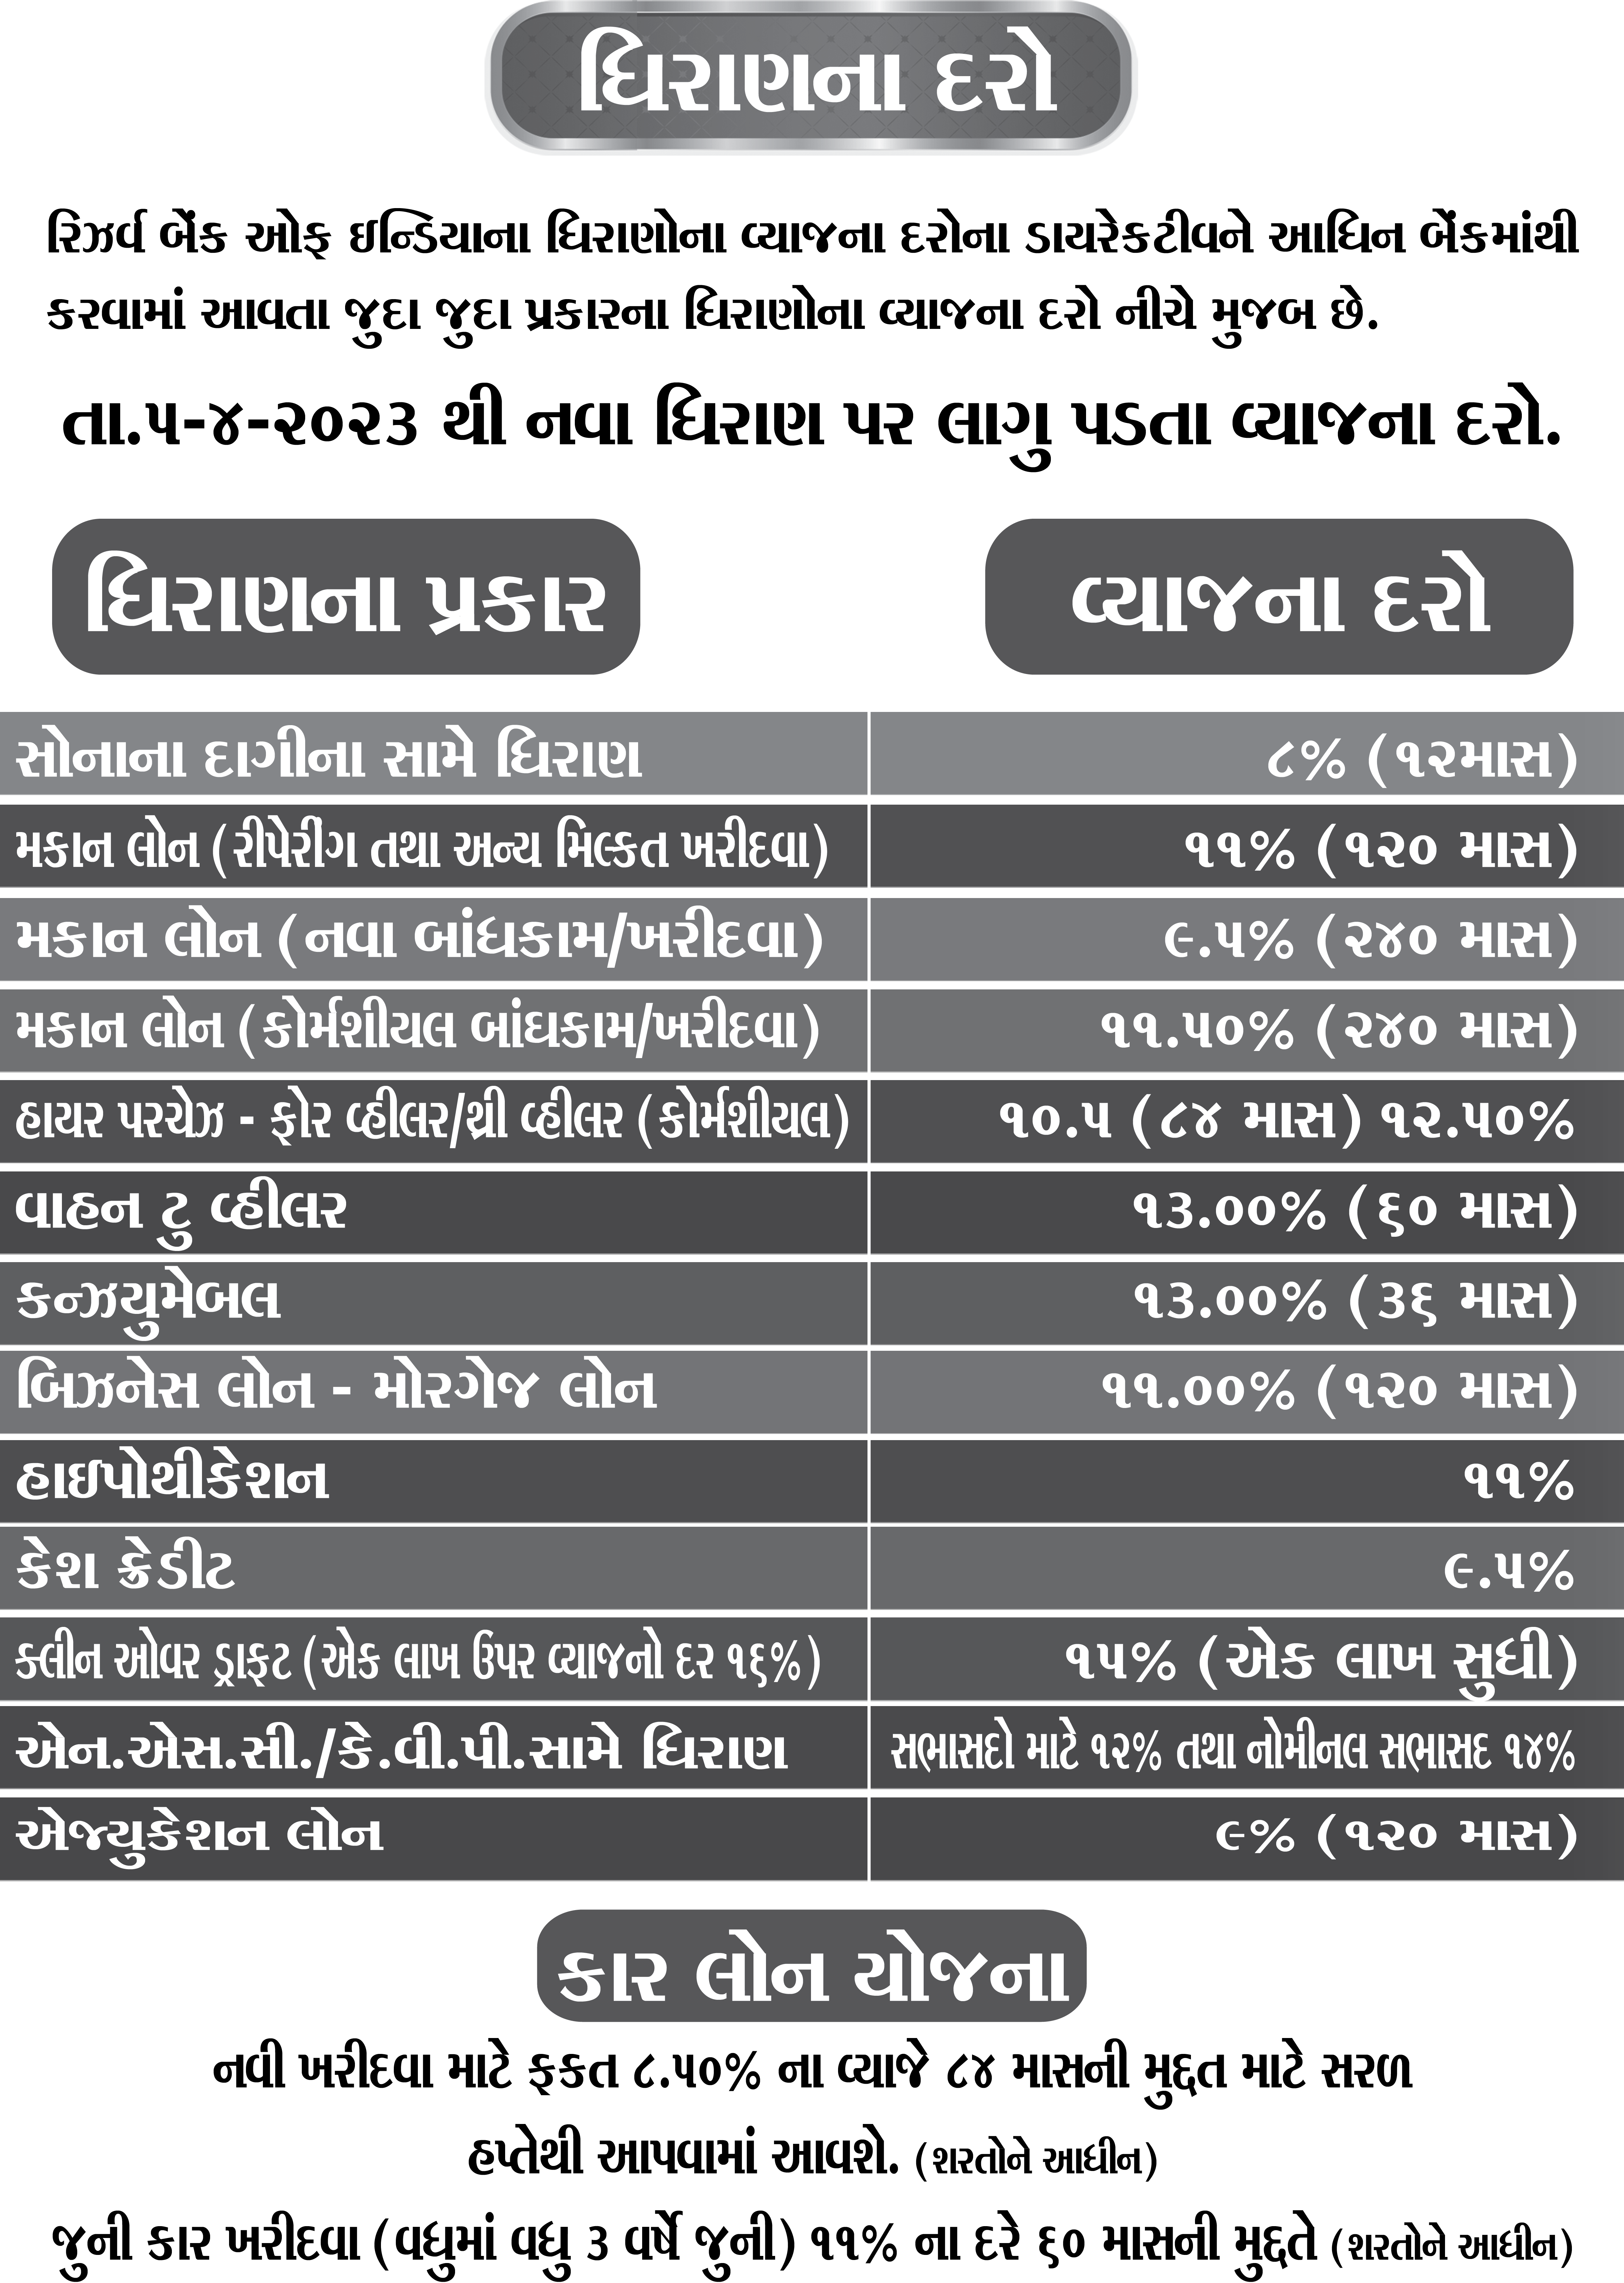 ધિરાણના દરો
રિઝર્વ બેંક ઓફ ઇન્ડિયાના ધિરાણોના વ્યાજના દરોના ડાયરેક્ટીવને આધિન બેંકમાંથી
કરવામાં આવતા જુદા જુદા પ્રકારના ધિરાણોના વ્યાજના દરો નીચે મુજબ છે.
તા.૫-૪-૨૦૨૩ થી નવા ધિરાણ પર લાગુ પડતા વ્યાજના દરો.
ધિરાણના પ્રકાર વ્યાજના દરો
સોનાના દાગીના સામે ધિરાણ ૮% (૧૨માસ)
મકાન લોન (રીપેરીંગ તથા અન્ય મિલ્કત ખરીદવા) ૧૧% (૧૨૦ માસ)
મકાન લોન (નવા બાંધકામ/ખરીદવા) ૯.૫% (૨૪૦ માસ)
મકાન લોન (કોર્મશીયલ બાંઘકામ/ખરીદવા) ૧૧.૫૦% (૨૪૦ માસ)
હાયર પરચેઝ - ફોર વ્હીલર/થ્રી વ્હીલર (કોર્મશીયલ) ૧૦.૫ (૮૪ માસ) ૧૨.૫૦%
વાહન ટુ વ્હીલર ૧૩.૦૦% (૬૦ માસ)
કન્ઝયુમેબલ ૧૩.૦૦% (૩૬ માસ)
બિઝનેસ લોન - મોરગેજ લોન ૧૧.૦૦% (૧૨૦ માસ)
હાઇપોથીકેશન ૧૧%
કેશ ક્રેડીટ ૯.૫%
ક્લીન ઓવર ડ્રાફ્ટ (એક લાખ ઉપર વ્યાજનો દર ૧૬%) ૧૫% (એક લાખ સુધી)
એન.એસ.સી./કે.વી.પી.સામે ધિરાણ સભાસદો માટે ૧૨% તથા નોમીનલ સભાસદ ૧૪%
એજ્યુકેશન લોન ૯% (૧૨૦ માસ)
કાર લોન યોજના
નવી ખરીદવા માટે ફકત ૮.૫૦% ના વ્યાજે ૮૪ માસની મુદ્દત માટે સરળ
હપ્તેથી આપવામાં આવશે. (શરતોને આધીન)
જુની કાર ખરીદવા (વધુમાં વધુ ૩ વર્ષે જુની) ૧૧% ના દરે ૬૦ માસની મુદ્દતે (શરતોને આધીન)